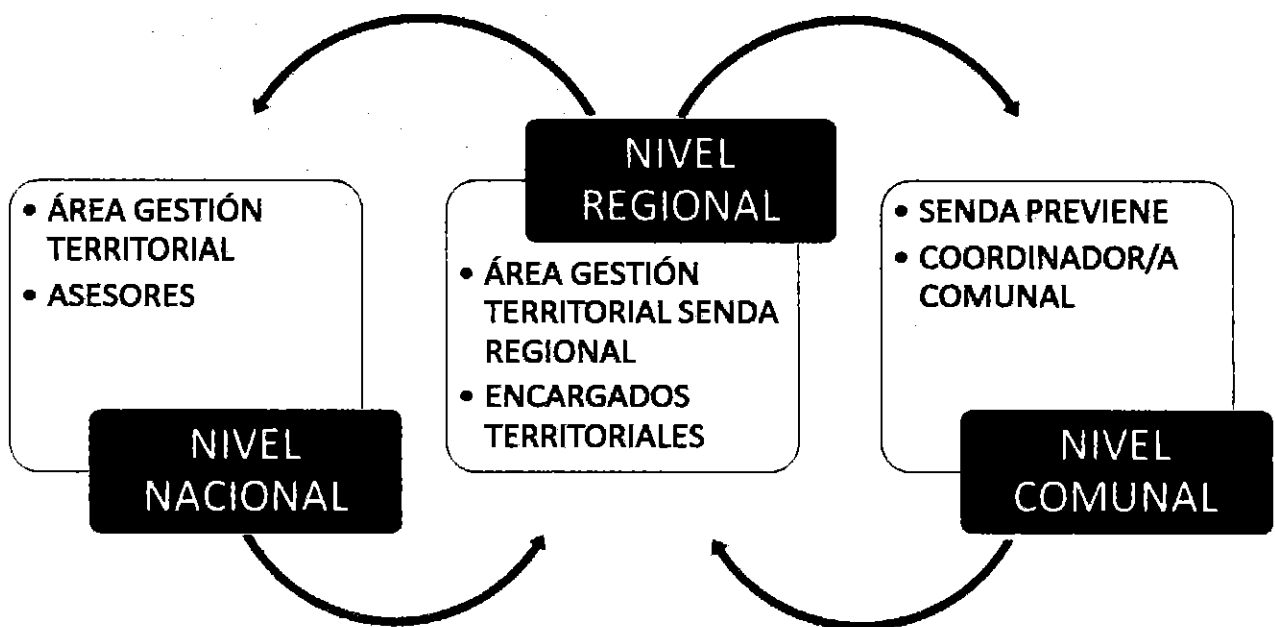 • ÁREA GESTIÓN
TERRITORIAL
• ASESORES
NIVEL
NACIONAL
NIVEL
REGIONAL
• ÁREA GESTIÓN
TERRITORIAL SENDA
REGIONAL
• ENCARGADOS
TERRITORIALES
• SENDA PREVIENE
• COORDINADOR/A
COMUNAL
NIVEL
COMUNAL